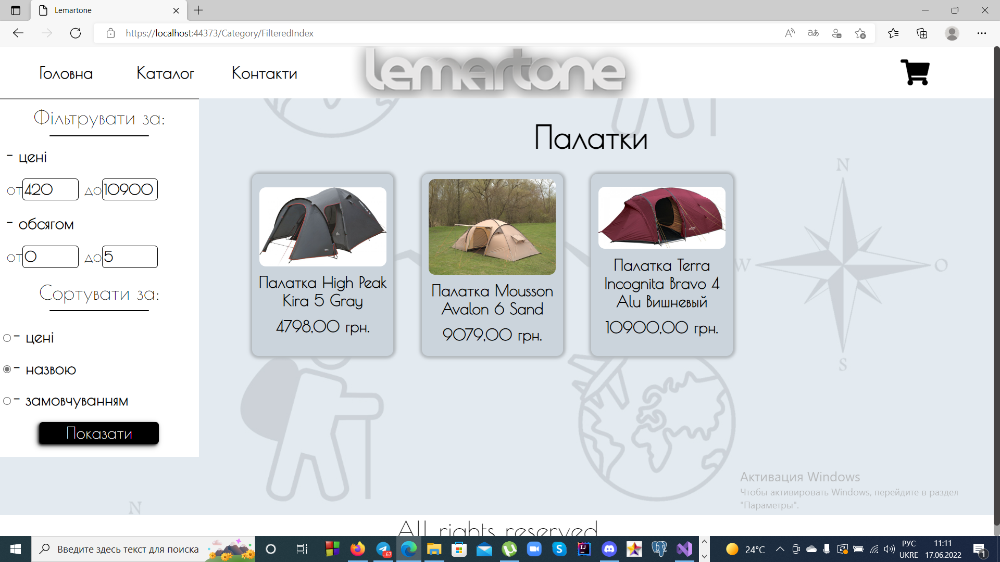 Lemartone
https://localhost:44373/Category/FilteredIndex
Головна Каталог Контакти
lemartone
Фільтрувати за:
- цені
от 420 до 10900
- обсягом
от 0 до 5
Сортувати за:
- цені
- назвою
- замовчуванням
Показати
Палатки
Палатка High Peak
Kira 5 Gray
4798,00 грн.
Палатка Mousson
Avalon 6 Sand
9079,00 грн.
Палатка Terra
Incognita Bravo 4
Alu Вишневый
10900,00 грн.
N
W
O
S
N
Активация Windows
Чтобы активировать Windows, перейдите в раздел
"Параметры".
All rights reserved
Введите здесь текст для поиска
24°C
РУС
UKRE
11:11
17.06.2022
1